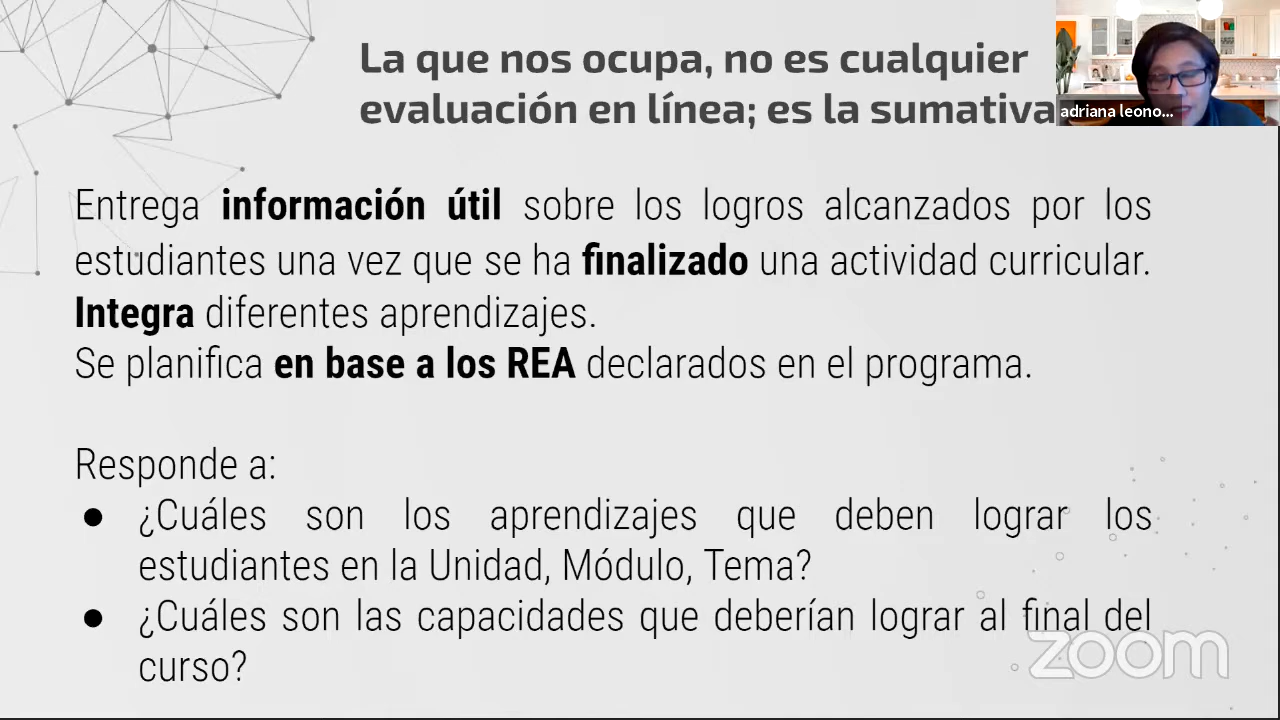 La que nos ocupa, no es cualquier
evaluación en línea; es la sumativa
adriana leono...
Entrega información útil sobre los logros alcanzados por los
estudiantes una vez que se ha finalizado una actividad curricular.
Integra diferentes aprendizajes.
Se planifica en base a los REA declarados en el programa.
Responde a:
● ¿Cuáles son los aprendizajes que deben lograr los
estudiantes en la Unidad, Módulo, Tema?
● ¿Cuáles son las capacidades que deberían lograr al final del
curso?
zoom